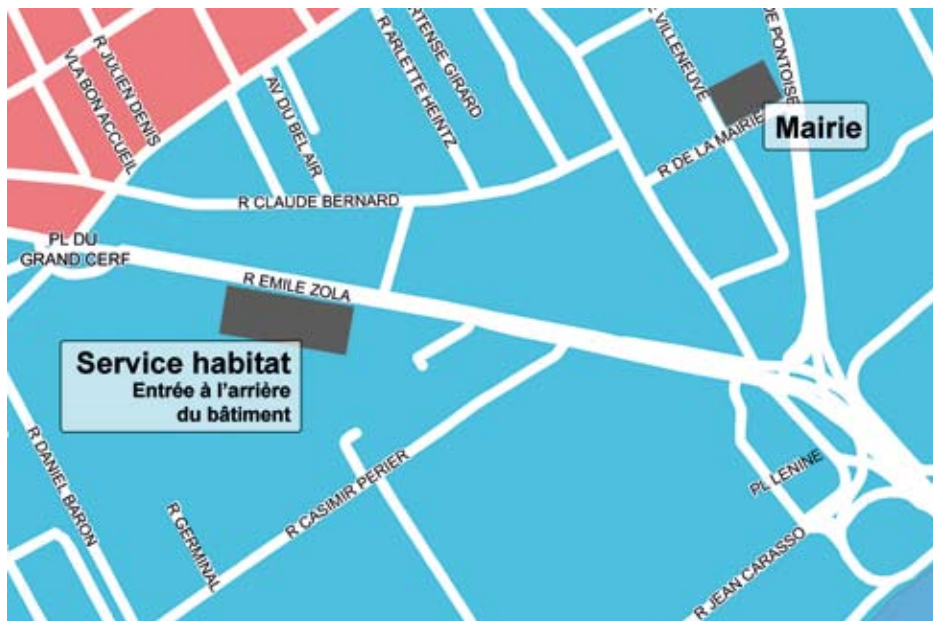 R JULIEN DENIS
VLA BON ACCUEIL
AV DU BEL AIR
R ARLETTE HEINTZ
RTENSE GIRARD
VILLENEUVE
DE PONTOISE
Mairie
R DE LA MAIRIE
R CLAUDE BERNARD
PL DU
GRAND CERF
R EMILE ZOLA
Service habitat
Entrée à l'arrière
du bâtiment
R DANIEL BARON
R GERMINAL
R CASIMIR PERIER
PL LENINE
R JEAN CARASSO